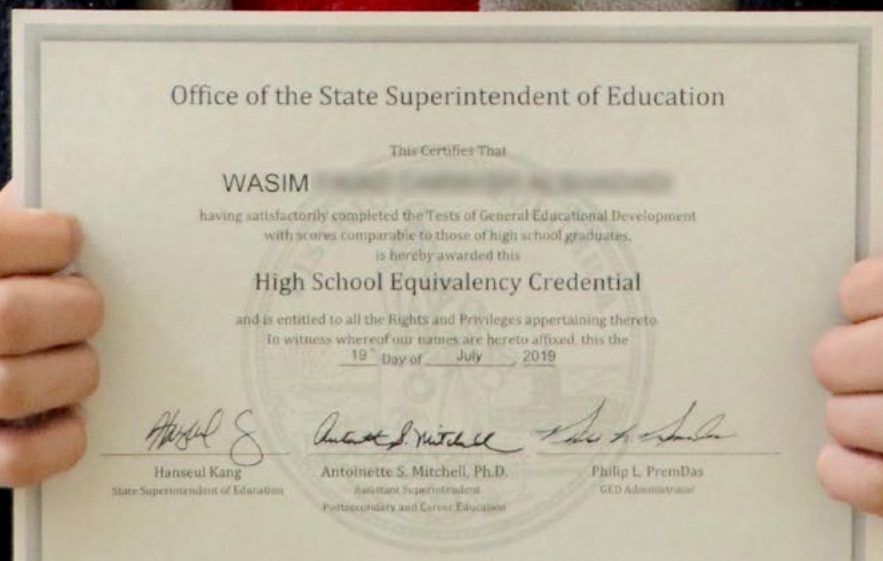 Office of the State Superintendent of Education
This Certifies That
WASIM
having satisfactorily completed the Tests of General Educational Development
with scores comparable to those of high school graduates,
is hereby awarded this
High School Equivalency Credential
and is entitled to all the Rights and Privileges appertaining thereto.
In witness whereof our names are hereto affixed, this the
19 Day of July, 2019
Hanseul Kang Antoinette S. Mitchell, Ph.D. Philip L. PremDas
State Superintendent of Education Assistant Superintendent GED Administrator
Postsecondary and Career Education